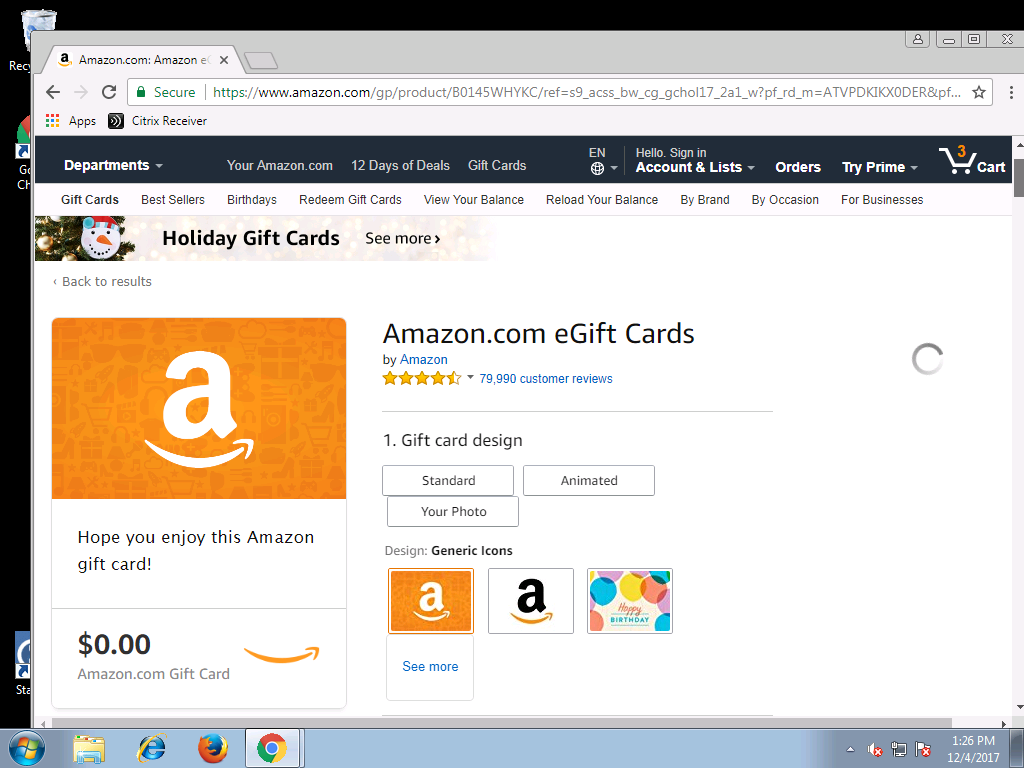 Amazon.com: Amazon eG
Secure
https://www.amazon.com/gp/product/B0145WHYKC/ref=s9_acss_bw_cg_gchol17_2a1_w?pf_rd_m=ATVPDKIKX0DER&pf...
Apps
Citrix Receiver
Departments
Your Amazon.com
12 Days of Deals
Gift Cards
EN
Hello. Sign in
Account & Lists
Orders
Try Prime
3
Cart
Gift Cards
Best Sellers
Birthdays
Redeem Gift Cards
View Your Balance
Reload Your Balance
By Brand
By Occasion
For Businesses
Holiday Gift Cards
See more ›
‹ Back to results
a
Hope you enjoy this Amazon
gift card!
$0.00
Amazon.com Gift Card
Amazon.com eGift Cards
by Amazon
79,990 customer reviews
1. Gift card design
Standard
Animated
Your Photo
Design: Generic Icons
a
a
Happy
BIRTHDAY
See more
1:26 PM
12/4/2017